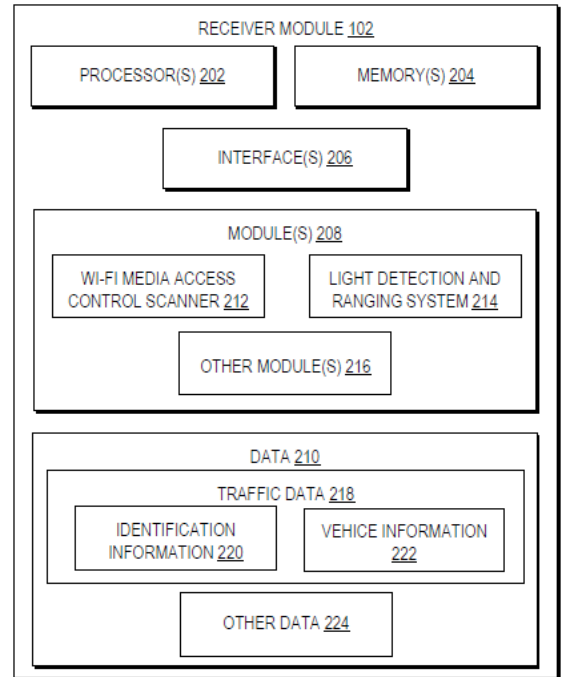 RECEIVER MODULE 102
PROCESSOR(S) 202
MEMORY(S) 204
INTERFACE(S) 206
MODULE(S) 208
WI-FI MEDIA ACCESS
CONTROL SCANNER 212
LIGHT DETECTION AND
RANGING SYSTEM 214
OTHER MODULE(S) 216
DATA 210
TRAFFIC DATA 218
IDENTIFICATION
INFORMATION 220
VEHICE INFORMATION
222
OTHER DATA 224